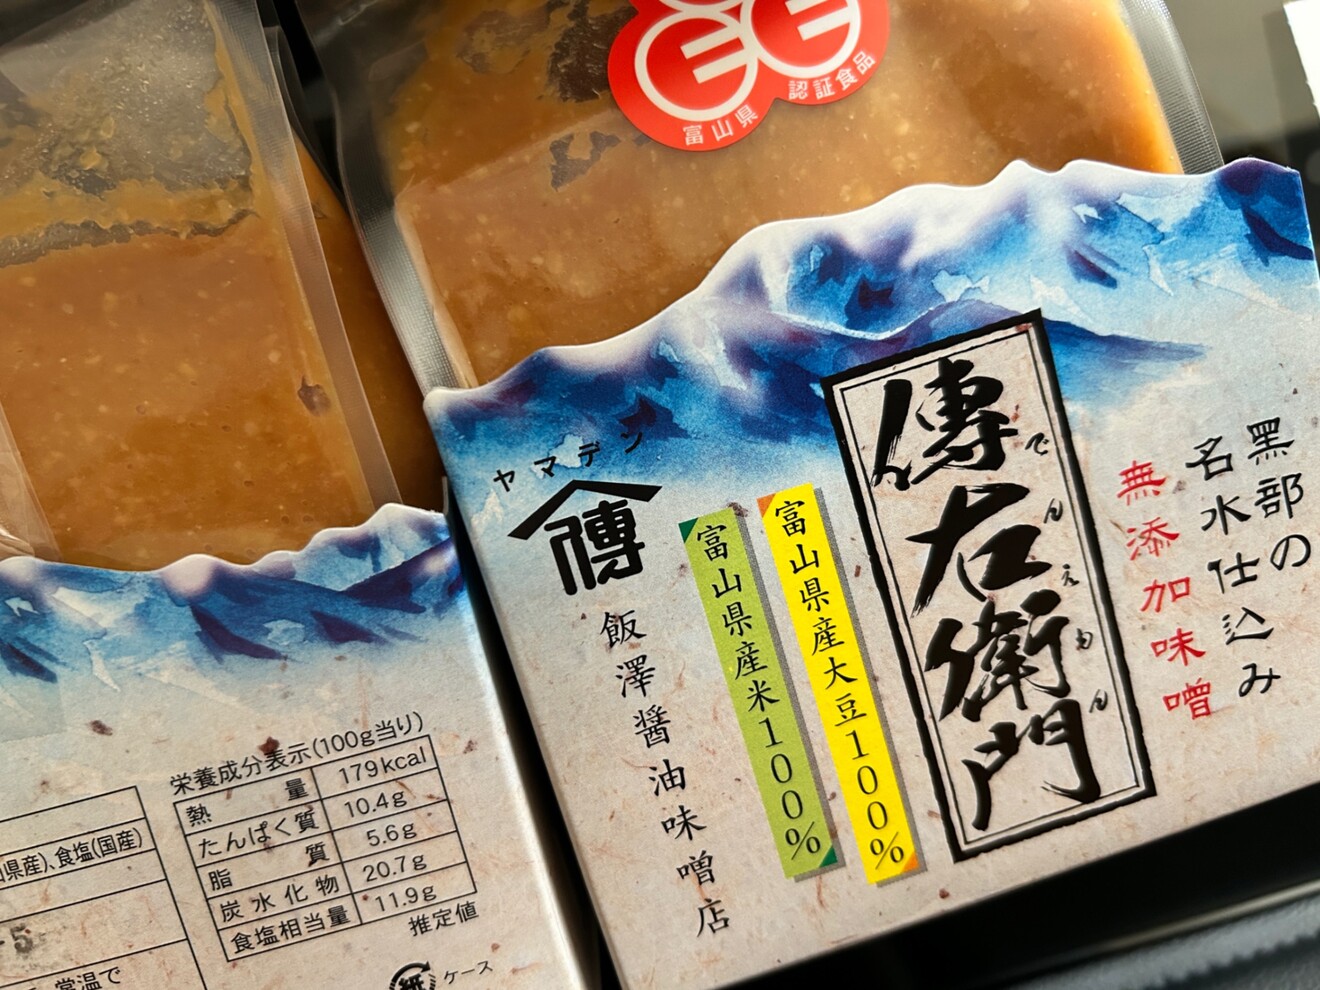 富山県 認証食品
黒部の
名水仕込み
無添加味噌
傳右衛門
でんえもん
富山県産大豆100%
富山県産米100%
ヤマデン
傳
飯澤醤油味噌店
栄養成分表示(100g当り)
熱量 179kcal
たんぱく質 10.4g
脂質 5.6g
炭水化物 20.7g
食塩相当量 11.9g
推定値
山県産)、食塩(国産)
常温で
紙 ケース